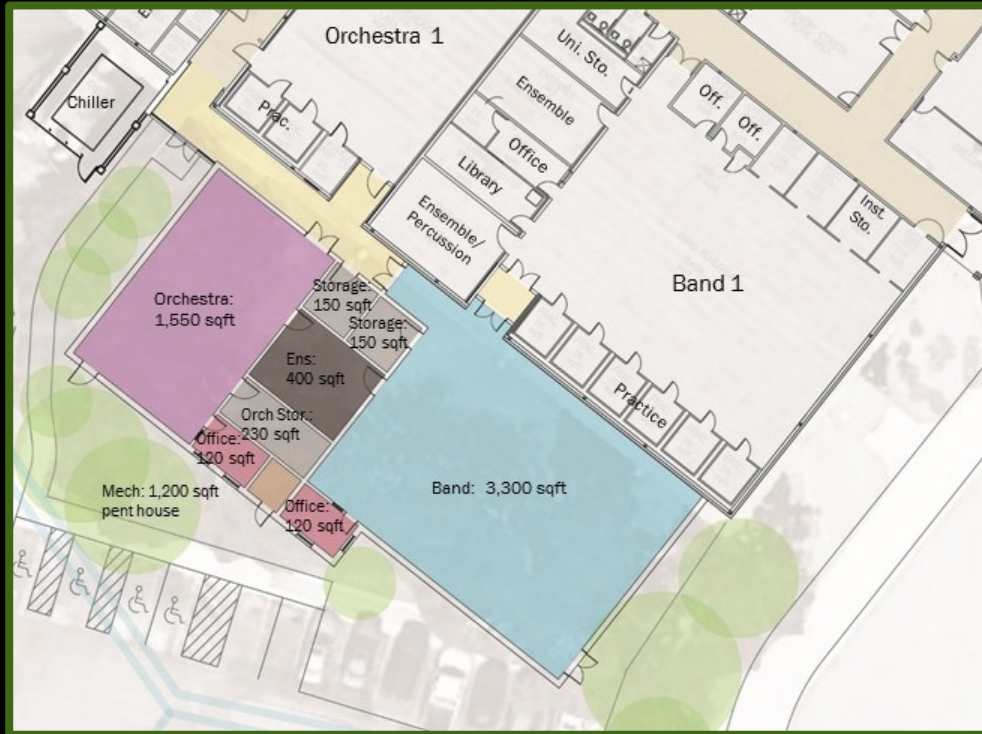 Orchestra 1
Uni. Sto.
Chiller
Prac.
Ensemble
Off.
Off.
Office
Library
Inst.
Sto.
Ensemble/
Percussion
Band 1
Orchestra:
1,550 sqft
Storage:
150 sqft
Storage:
150 sqft
Ens:
400 sqft
Orch Stor.:
230 sqft
Practice
Office:
120 sqft
Band: 3,300 sqft
Mech: 1,200 sqft
pent house
Office:
120 sqft